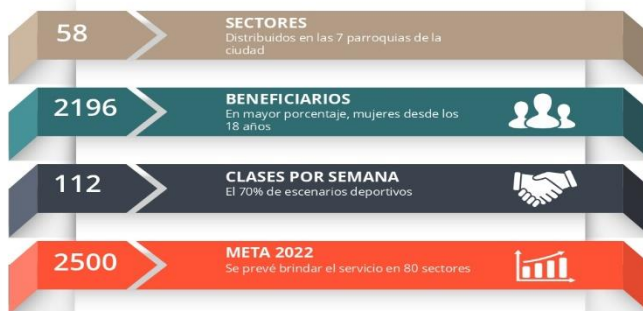 58
SECTORES
Distribuidos en las 7 parroquias de la
ciudad
2196
BENEFICIARIOS
En mayor porcentaje, mujeres desde los
18 años
112
CLASES POR SEMANA
El 70% de escenarios deportivos
2500
META 2022
Se prevé brindar el servicio en 80 sectores